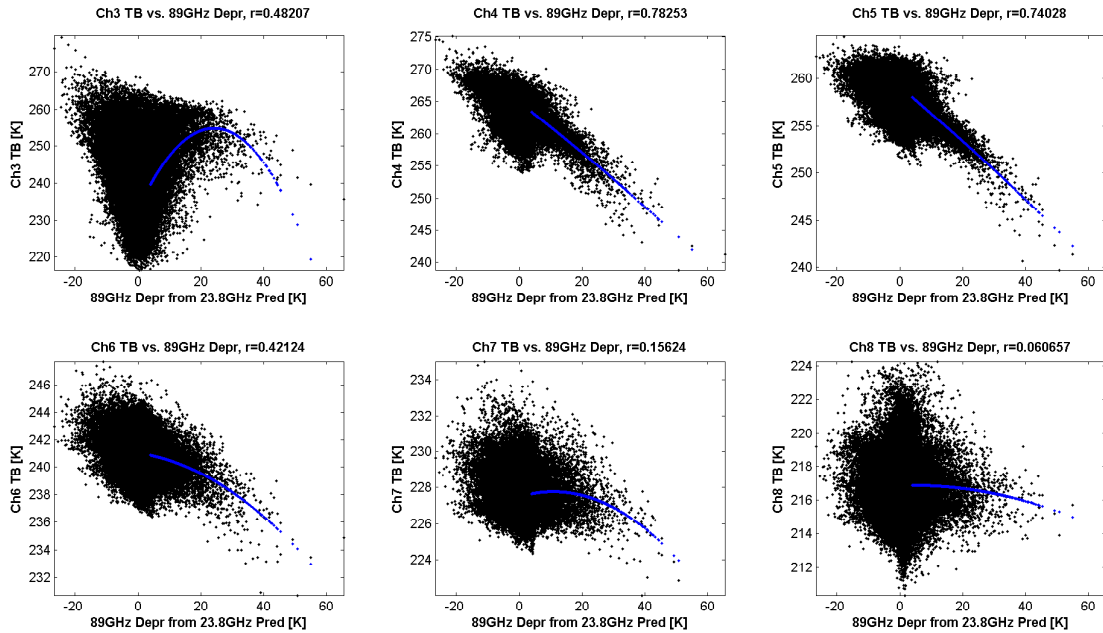 Ch3 TB vs. 89GHz Depr, r=0.48207
Ch3 TB [K]
270
260
250
240
230
220
-20 0 20 40 60
89GHz Depr from 23.8GHz Pred [K]
Ch4 TB vs. 89GHz Depr, r=0.78253
Ch4 TB [K]
275
270
265
260
255
250
245
240
-20 0 20 40 60
89GHz Depr from 23.8GHz Pred [K]
Ch5 TB vs. 89GHz Depr, r=0.74028
Ch5 TB [K]
260
255
250
245
240
-20 0 20 40 60
89GHz Depr from 23.8GHz Pred [K]
Ch6 TB vs. 89GHz Depr, r=0.42124
Ch6 TB [K]
246
244
242
240
238
236
234
232
-20 0 20 40 60
89GHz Depr from 23.8GHz Pred [K]
Ch7 TB vs. 89GHz Depr, r=0.15624
Ch7 TB [K]
234
232
230
228
226
224
-20 0 20 40 60
89GHz Depr from 23.8GHz Pred [K]
Ch8 TB vs. 89GHz Depr, r=0.060657
Ch8 TB [K]
224
222
220
218
216
214
212
-20 0 20 40 60
89GHz Depr from 23.8GHz Pred [K]